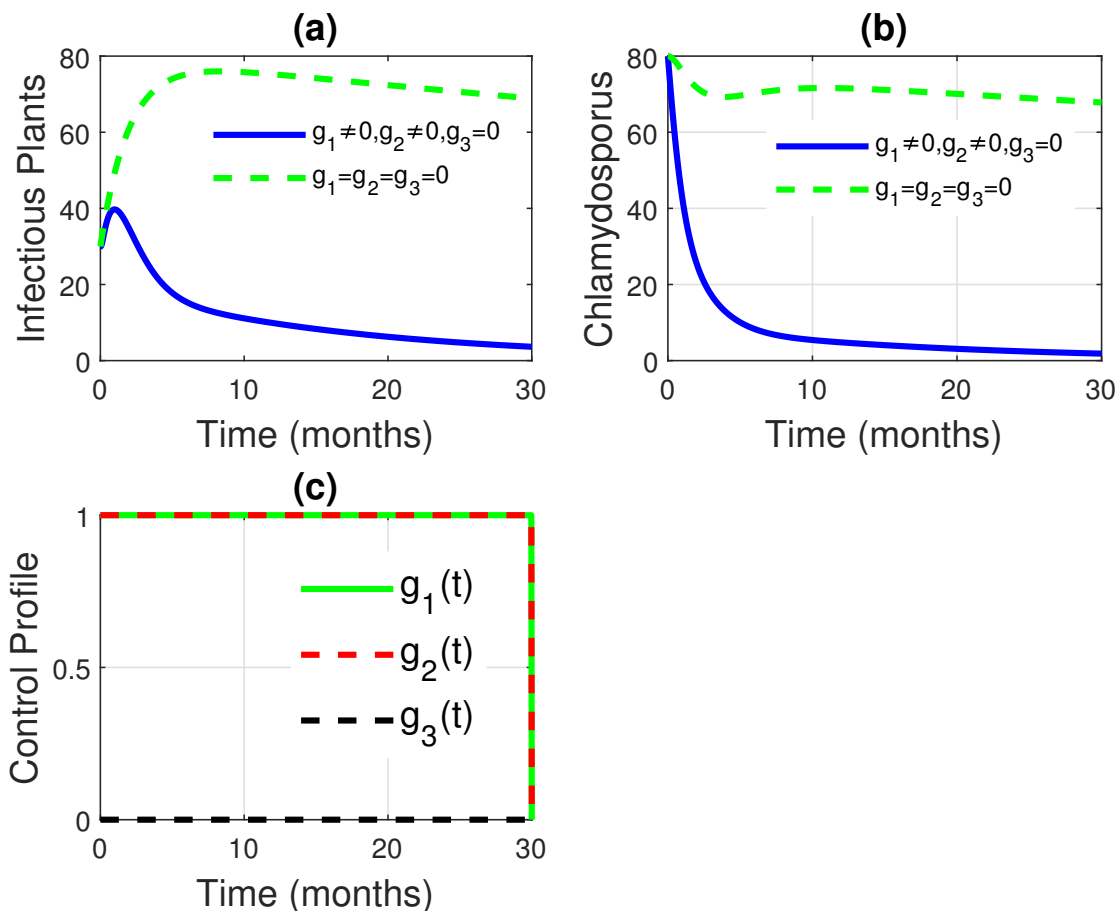 (a)
Infectious Plants
80
60
40
20
0
g₁≠0,g₂≠0,g₃=0
g₁=g₂=g₃=0
0 10 20 30
Time (months)
(b)
Chlamydosporus
80
60
40
20
0
g₁≠0,g₂≠0,g₃=0
g₁=g₂=g₃=0
0 10 20 30
Time (months)
(c)
Control Profile
1
0.5
0
g₁(t)
g₂(t)
g₃(t)
0 10 20 30
Time (months)